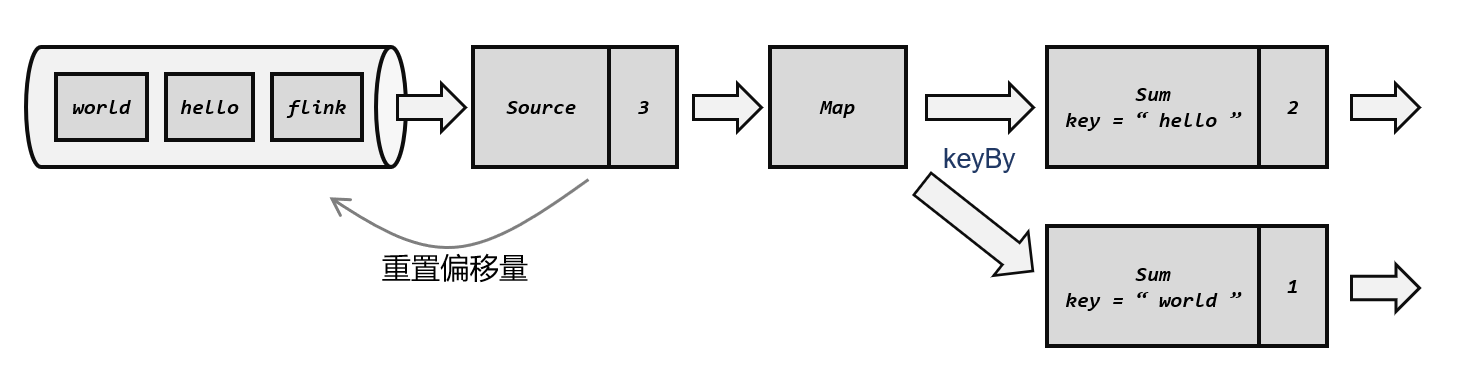 world
hello
flink
Source
3
Map
keyBy
Sum
key = “ hello ”
2
重置偏移量
Sum
key = “ world ”
1